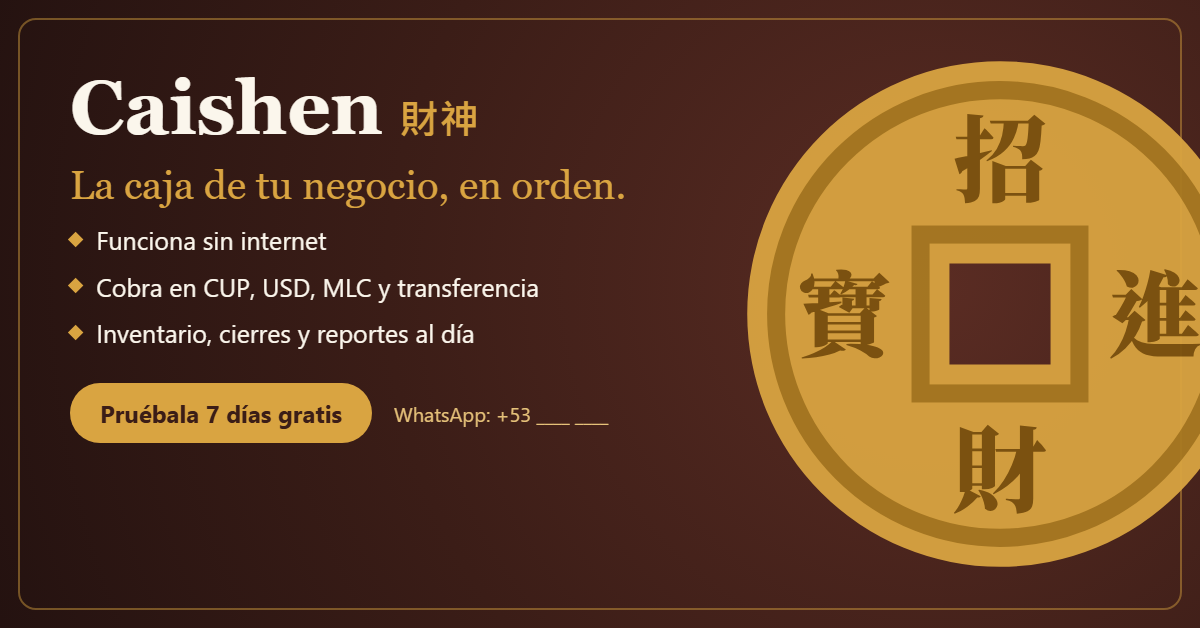 Caishen 財神
La caja de tu negocio, en orden.
Funciona sin internet
Cobra en CUP, USD, MLC y transferencia
Inventario, cierres y reportes al día
Pruébala 7 días gratis
WhatsApp: +53 ___ ___
招
寶 進
財